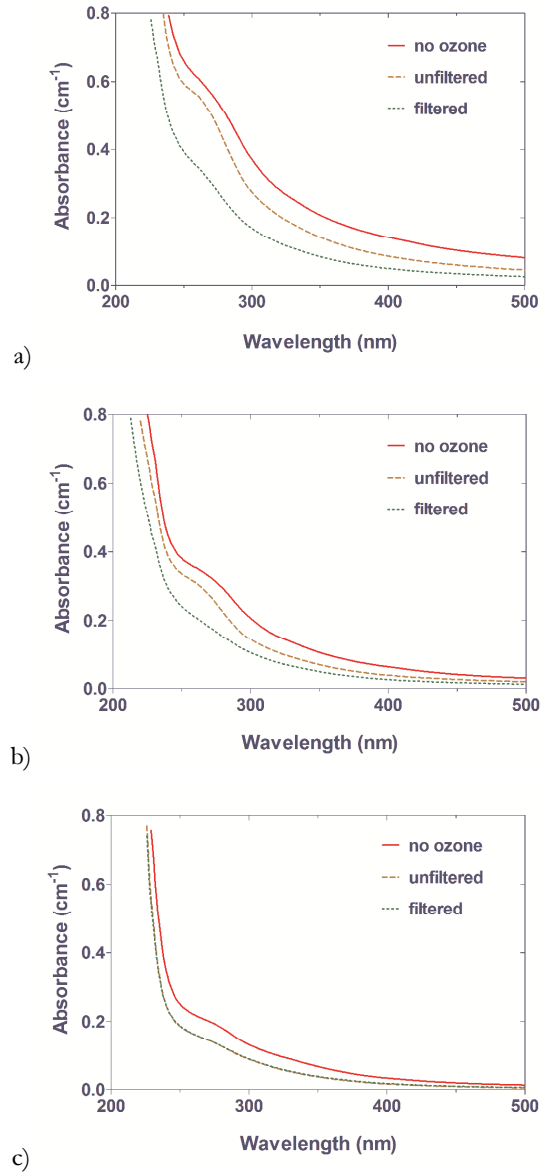 0.8
no ozone
unfiltered
filtered
0.6
0.4
0.2
0.0
Absorbance (cm-1)
200 300 400 500
Wavelength (nm)
a)
0.8
no ozone
unfiltered
filtered
0.6
0.4
0.2
0.0
Absorbance (cm-1)
200 300 400 500
Wavelength (nm)
b)
0.8
no ozone
unfiltered
filtered
0.6
0.4
0.2
0.0
Absorbance (cm-1)
200 300 400 500
Wavelength (nm)
c)